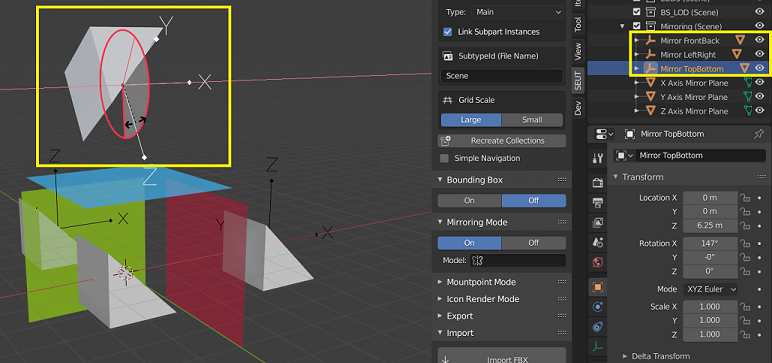 Y
X
Z
Z
X
Z
Y
X
Type:
Main
Link Subpart Instances
SubtypeId (File Name)
Scene
Grid Scale
Large
Small
Recreate Collections
Simple Navigation
Bounding Box
On
Off
Mirroring Mode
On
Off
Model:
Mountpoint Mode
Icon Render Mode
Export
Import
Import FBX
Tool
View
SEUT
Dev
BS_LOD (Scene)
Mirroring (Scene)
Mirror FrontBack
Mirror LeftRight
Mirror TopBottom
X Axis Mirror Plane
Y Axis Mirror Plane
Z Axis Mirror Plane
Mirror TopBottom
Mirror TopBottom
Transform
Location X
0 m
Y
0 m
Z
6.25 m
Rotation X
147°
Y
-0°
Z
0°
Mode
XYZ Euler
Scale X
1.000
Y
1.000
Z
1.000
Delta Transform